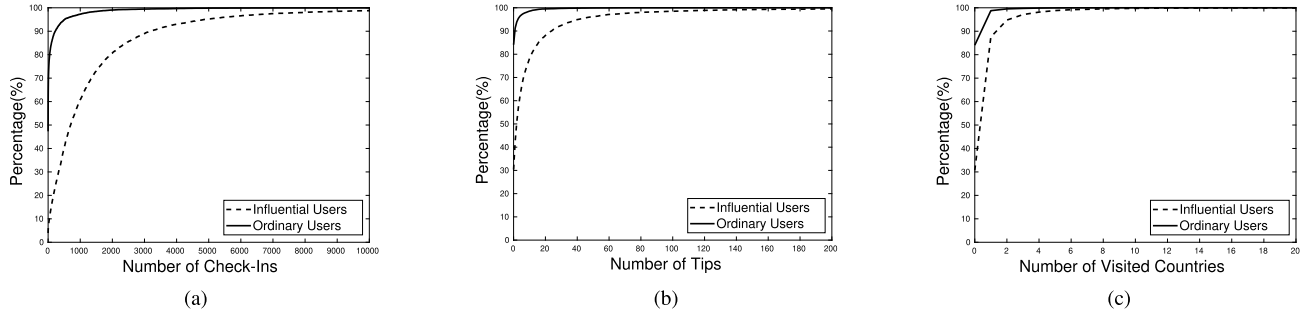 100
90
80
70
60
50
40
30
20
10
0
Percentage(%)
Influential Users
Ordinary Users
0 1000 2000 3000 4000 5000 6000 7000 8000 9000 10000
Number of Check-Ins
(a)
100
90
80
70
60
50
40
30
20
10
0
Percentage(%)
Influential Users
Ordinary Users
0 20 40 60 80 100 120 140 160 180 200
Number of Tips
(b)
100
90
80
70
60
50
40
30
20
10
0
Percentage(%)
Influential Users
Ordinary Users
0 2 4 6 8 10 12 14 16 18 20
Number of Visited Countries
(c)